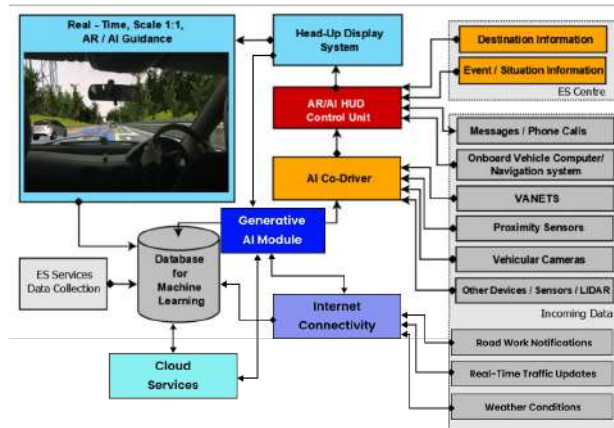 Real - Time, Scale 1:1,
AR / AI Guidance
Head-Up Display
System
Destination Information
Event / Situation Information
ES Centre
AR/AI HUD
Control Unit
Messages / Phone Calls
Onboard Vehicle Computer/
Navigation system
AI Co-Driver
VANETS
Proximity Sensors
Generative
AI Module
Vehicular Cameras
Database
for
Machine
Learning
ES Services
Data Collection
Other Devices / Sensors / LIDAR
Incoming Data
Internet
Connectivity
Road Work Notifications
Cloud
Services
Real-Time Traffic Updates
Weather Conditions